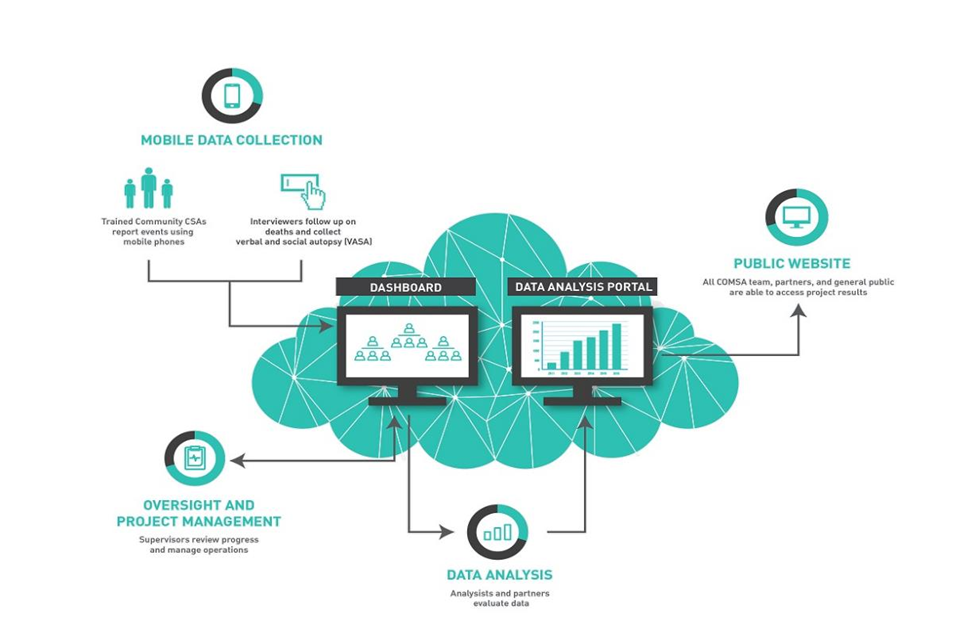 MOBILE DATA COLLECTION
Trained Community CSAs
report events using
mobile phones
Interviewers follow up on
deaths and collect
verbal and social autopsy (VASA)
DASHBOARD
DATA ANALYSIS PORTAL
PUBLIC WEBSITE
All COMSA team, partners, and general public
are able to access project results
OVERSIGHT AND
PROJECT MANAGEMENT
Supervisors review progress
and manage operations
DATA ANALYSIS
Analysists and partners
evaluate data